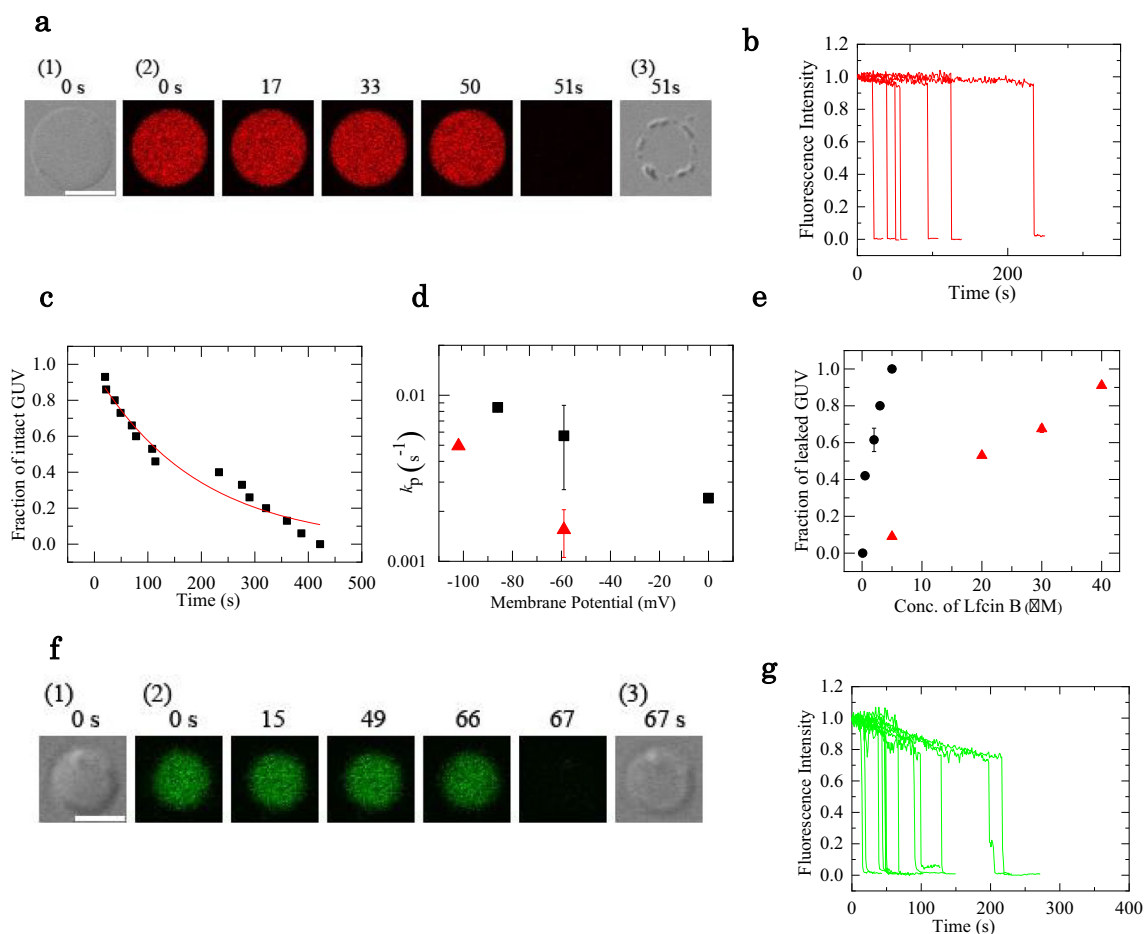 a
(1) (2) (3)
0 s 0 s 17 33 50 51s 51s
b
1.2
1.0
0.8
0.6
0.4
0.2
0.0
0 200
Fluorescence Intensity
Time (s)
c
1.0
0.8
0.6
0.4
0.2
0.0
0 100 200 300 400 500
Fraction of intact GUV
Time (s)
d
0.01
0.001
-100 -80 -60 -40 -20 0
kp (s⁻¹)
Membrane Potential (mV)
e
1.0
0.8
0.6
0.4
0.2
0.0
0 10 20 30 40
Fraction of leaked GUV
Conc. of Lfcin B (M)
f
(1) (2) (3)
0 s 0 s 15 49 66 67 67 s
g
1.2
1.0
0.8
0.6
0.4
0.2
0.0
0 100 200 300 400
Fluorescence Intensity
Time (s)